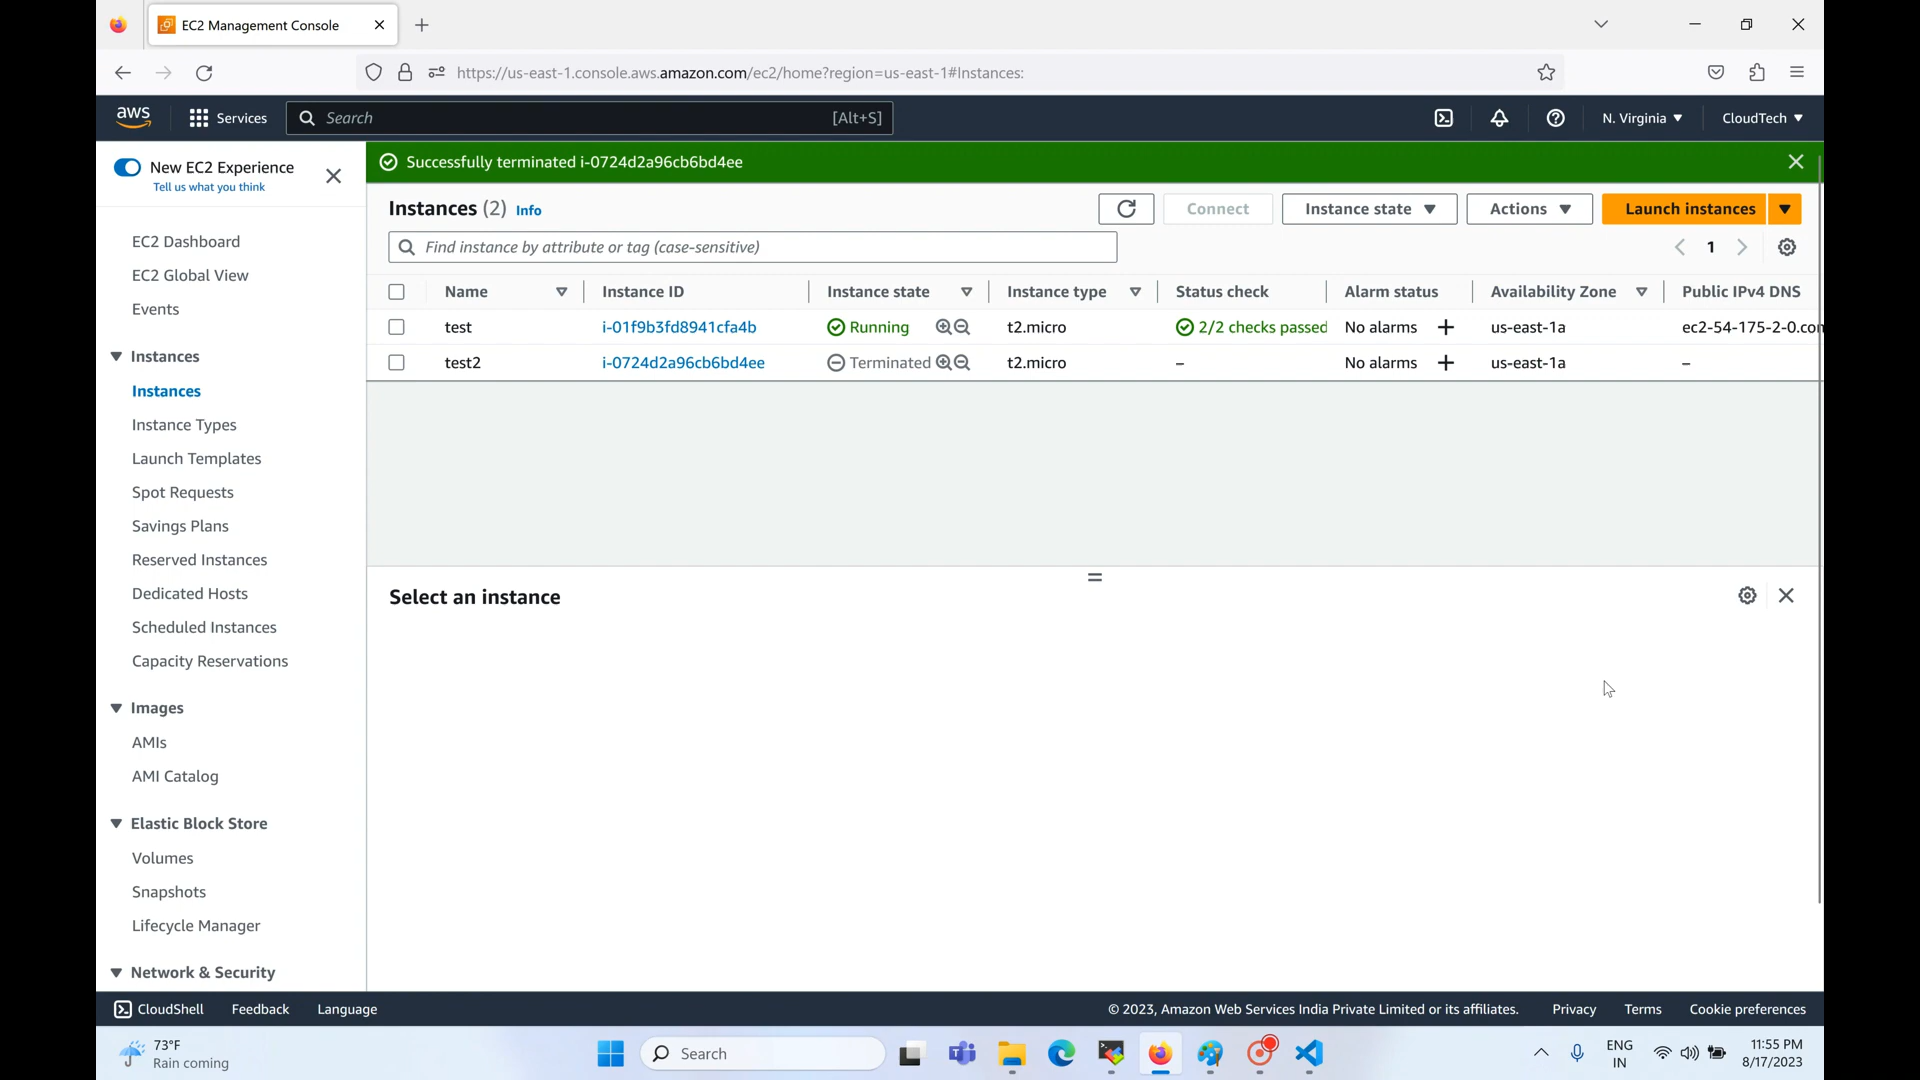 EC2 Management Console
https://us-east-1.console.aws.amazon.com/ec2/home?region=us-east-1#Instances:
aws
Services
Search
[Alt+S]
N. Virginia
CloudTech
New EC2 Experience
Tell us what you think
Successfully terminated i-0724d2a96cb6bd4ee
Instances (2) Info
Connect
Instance state
Actions
Launch instances
Find instance by attribute or tag (case-sensitive)
1
Name Instance ID Instance state Instance type Status check Alarm status Availability Zone Public IPv4 DNS
test i-01f9b3fd8941cfa4b Running t2.micro 2/2 checks passed No alarms + us-east-1a ec2-54-175-2-0.con
test2 i-0724d2a96cb6bd4ee Terminated t2.micro – No alarms + us-east-1a –
Select an instance
EC2 Dashboard
EC2 Global View
Events
Instances
Instances
Instance Types
Launch Templates
Spot Requests
Savings Plans
Reserved Instances
Dedicated Hosts
Scheduled Instances
Capacity Reservations
Images
AMIs
AMI Catalog
Elastic Block Store
Volumes
Snapshots
Lifecycle Manager
Network & Security
CloudShell
Feedback
Language
© 2023, Amazon Web Services India Private Limited or its affiliates.
Privacy
Terms
Cookie preferences
73°F
Rain coming
Search
ENG
IN
11:55 PM
8/17/2023